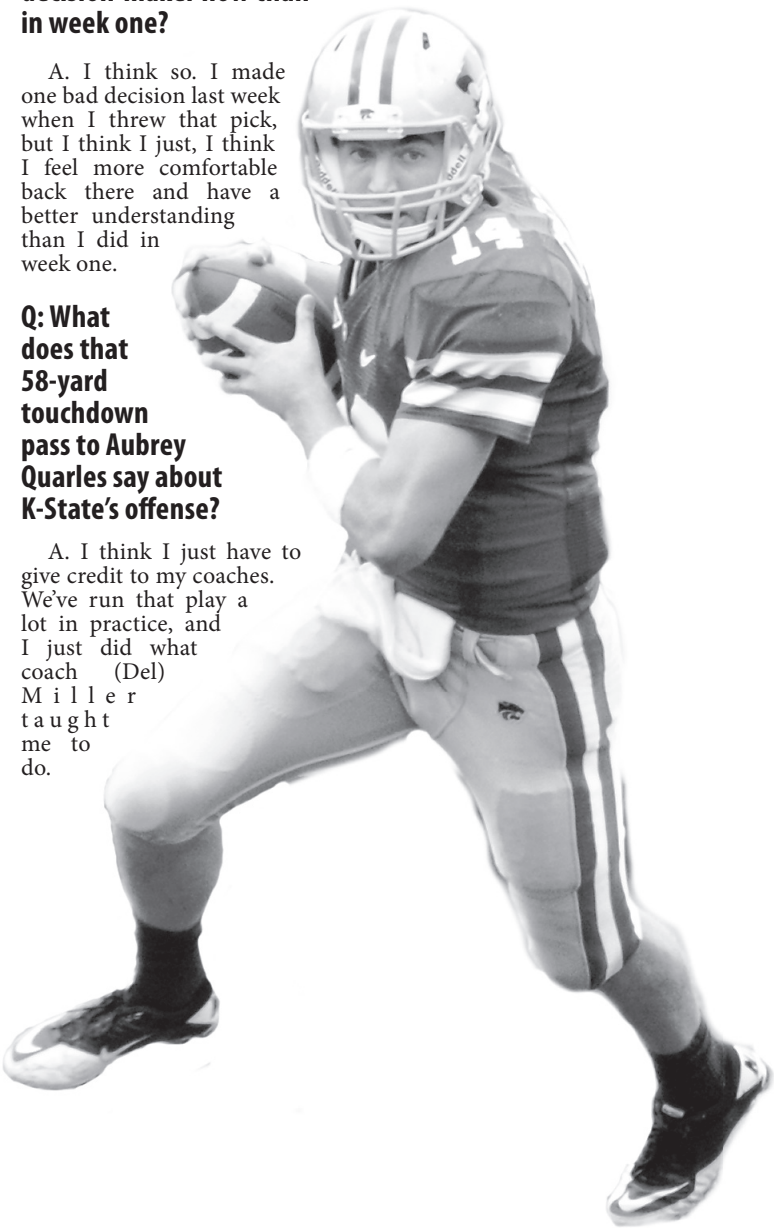 in week one?
A. I think so. I made
one bad decision last week
when I threw that pick,
but I think I just, I think
I feel more comfortable
back there and have a
better understanding
than I did in
week one.
Q: What
does that
58-yard
touchdown
pass to Aubrey
Quarles say about
K-State's offense?
A. I think I just have to
give credit to my coaches.
We've run that play a
lot in practice, and
I just did what
coach (Del)
Miller
taught
me to
do.
14